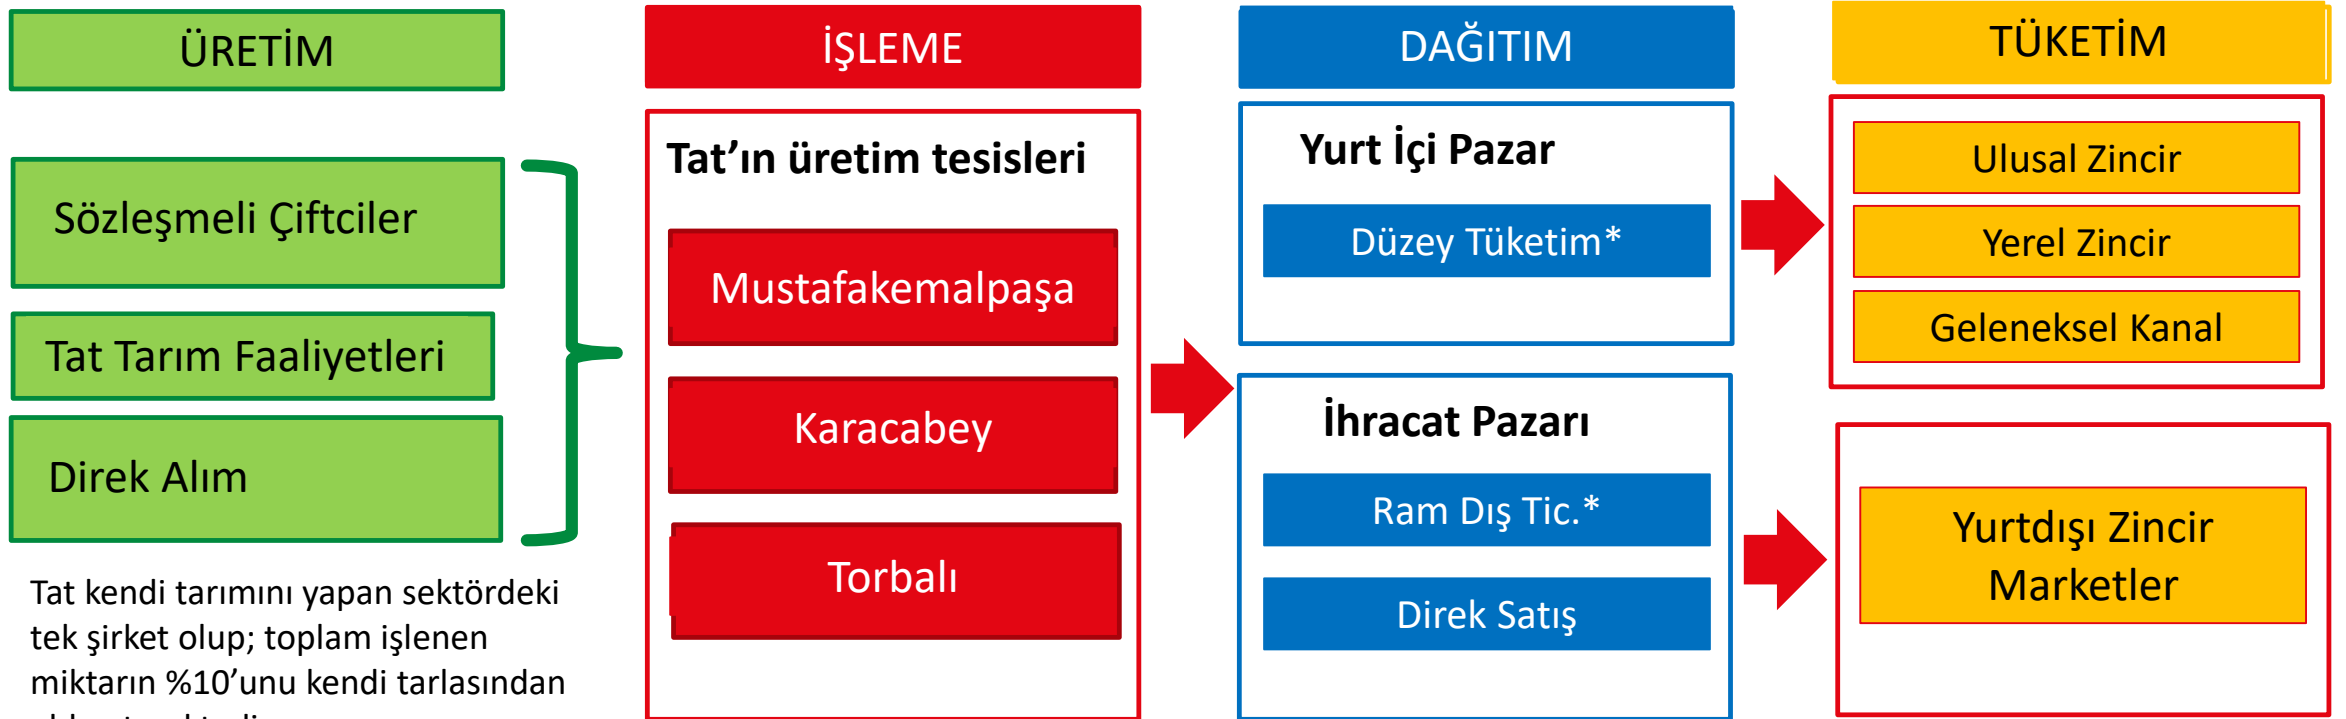 ÜRETİM
Sözleşmeli Çiftciler
Tat Tarım Faaliyetleri
Direk Alım
Tat kendi tarımını yapan sektördeki
tek şirket olup; toplam işlenen
miktarın %10’unu kendi tarlasından
İŞLEME
Tat’ın üretim tesisleri
Mustafakemalpaşa
Karacabey
Torbalı
DAĞITIM
Yurt İçi Pazar
Düzey Tüketim*
İhracat Pazarı
Ram Dış Tic.*
Direk Satış
TÜKETİM
Ulusal Zincir
Yerel Zincir
Geleneksel Kanal
Yurtdışı Zincir
Marketler